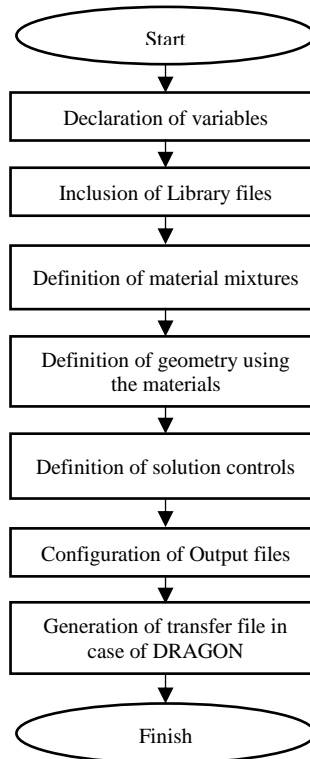 Start
Declaration of variables
Inclusion of Library files
Definition of material mixtures
Definition of geometry using
the materials
Definition of solution controls
Configuration of Output files
Generation of transfer file in
case of DRAGON
Finish